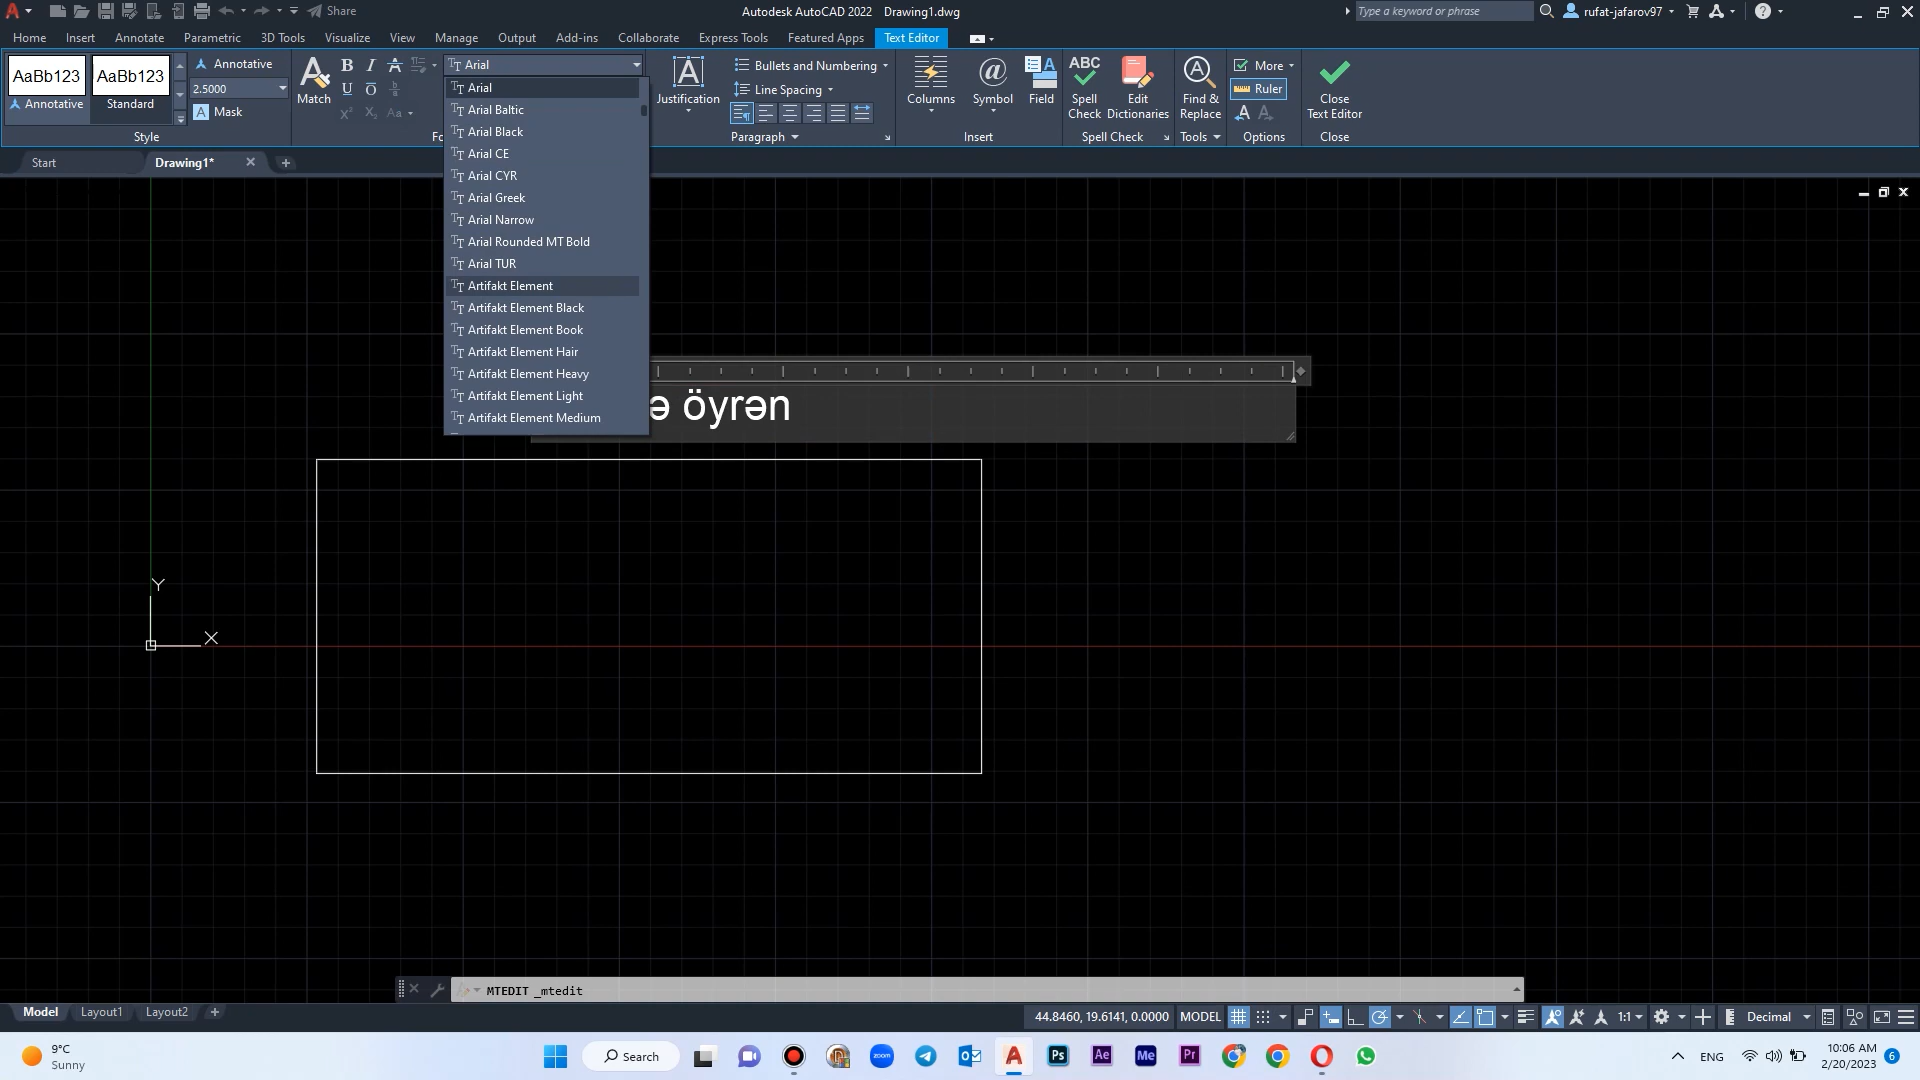 Share
Autodesk AutoCAD 2022 Drawing1.dwg
Type a keyword or phrase
rufat-jafarov97
Home Insert Annotate Parametric 3D Tools Visualize View Manage Output Add-ins Collaborate Express Tools Featured Apps Text Editor
AaBb123 AaBb123
Annotative Standard
Annotative
2.5000
Mask
Style
Match
B I A
U O
Aa
Arial
Arial
Arial Baltic
Arial Black
Arial CE
Arial CYR
Arial Greek
Arial Narrow
Arial Rounded MT Bold
Arial TUR
Artifakt Element
Artifakt Element Black
Artifakt Element Book
Artifakt Element Hair
Artifakt Element Heavy
Artifakt Element Light
Artifakt Element Medium
Justification
Bullets and Numbering
Line Spacing
Paragraph
Columns Symbol Field
Insert
ABC
Spell Check
Edit Dictionaries
Spell Check
Find & Replace
Tools
More
Ruler
Options
Close Text Editor
Close
Start Drawing1*
ə öyrən
Y
X
MTEDIT _mtedit
Model Layout1 Layout2
44.8460, 19.6141, 0.0000 MODEL 1:1 Decimal
9°C
Sunny
Search
zoom
Ps Ae Me Pr
ENG
10:06 AM
2/20/2023
6